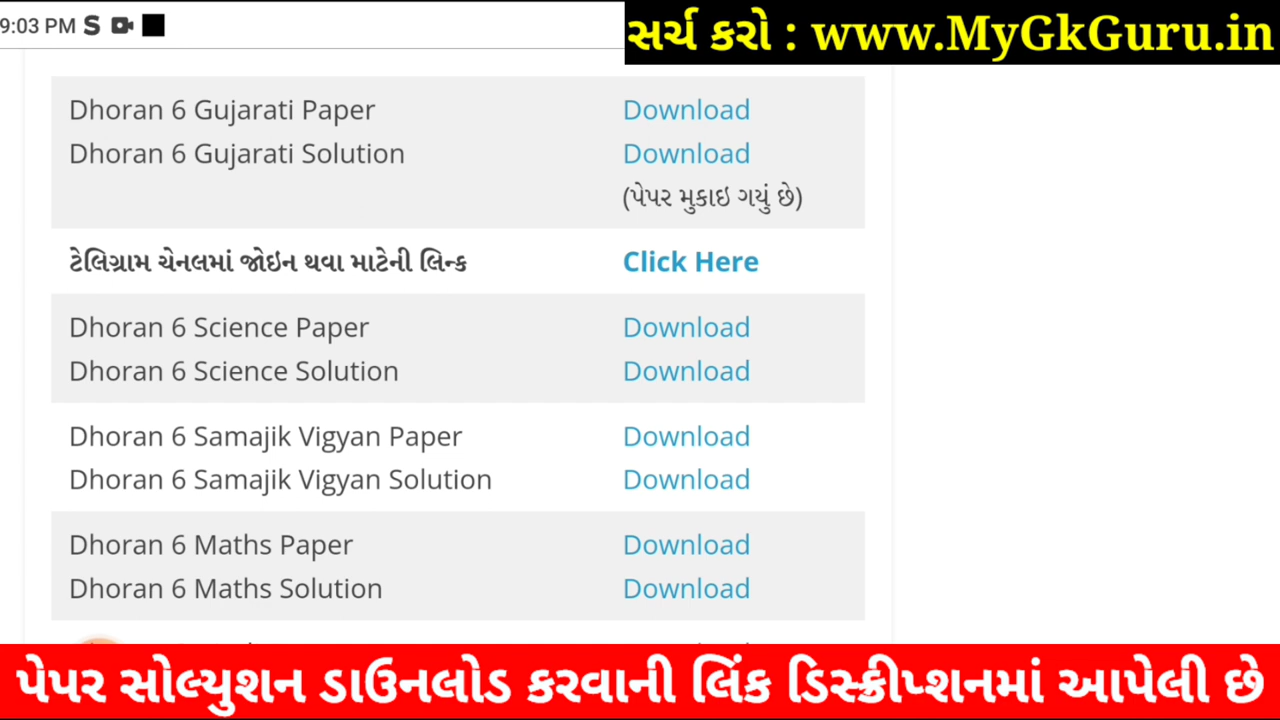 9:03 PM S
સર્ચ કરો : www.MyGkGuru.in
Dhoran 6 Gujarati Paper Download
Dhoran 6 Gujarati Solution Download
(પેપર મુકાઇ ગયું છે)
ટેલિગ્રામ ચેનલમાં જોઇન થવા માટેની લિન્ક Click Here
Dhoran 6 Science Paper Download
Dhoran 6 Science Solution Download
Dhoran 6 Samajik Vigyan Paper Download
Dhoran 6 Samajik Vigyan Solution Download
Dhoran 6 Maths Paper Download
Dhoran 6 Maths Solution Download
પેપર સોલ્યુશન ડાઉનલોડ કરવાની લિંક ડિસ્ક્રીપ્શનમાં આપેલી છે